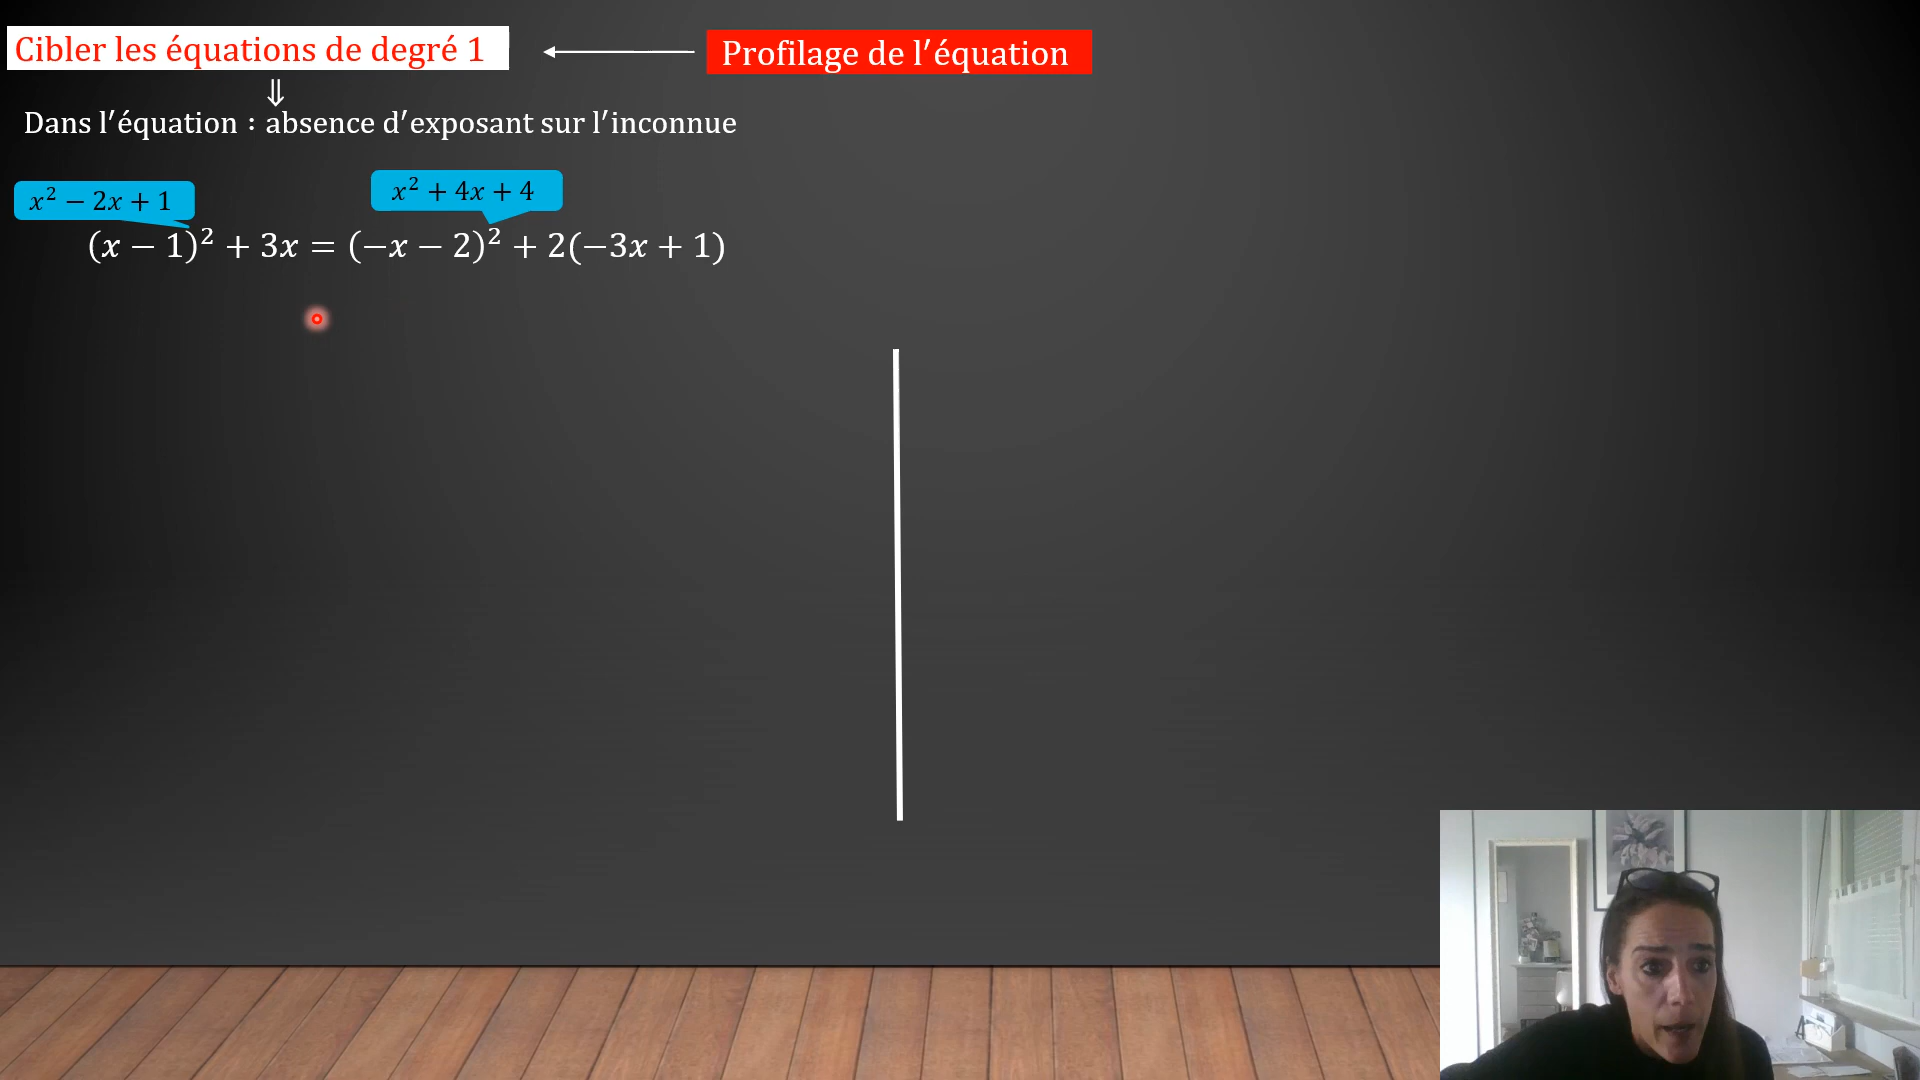 Cibler les équations de degré 1
Profilage de l′équation
⇓
Dans l′équation : absence d′exposant sur l′inconnue
x² − 2x + 1
x² + 4x + 4
(x − 1)² + 3x = (−x − 2)² + 2(−3x + 1)